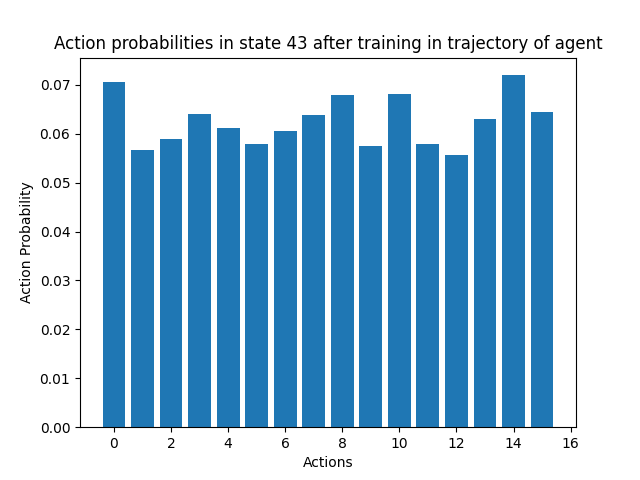 Action probabilities in state 43 after training in trajectory of agent
0.07
0.06
0.05
0.04
0.03
0.02
0.01
0.00
Action Probability
0 2 4 6 8 10 12 14 16
Actions